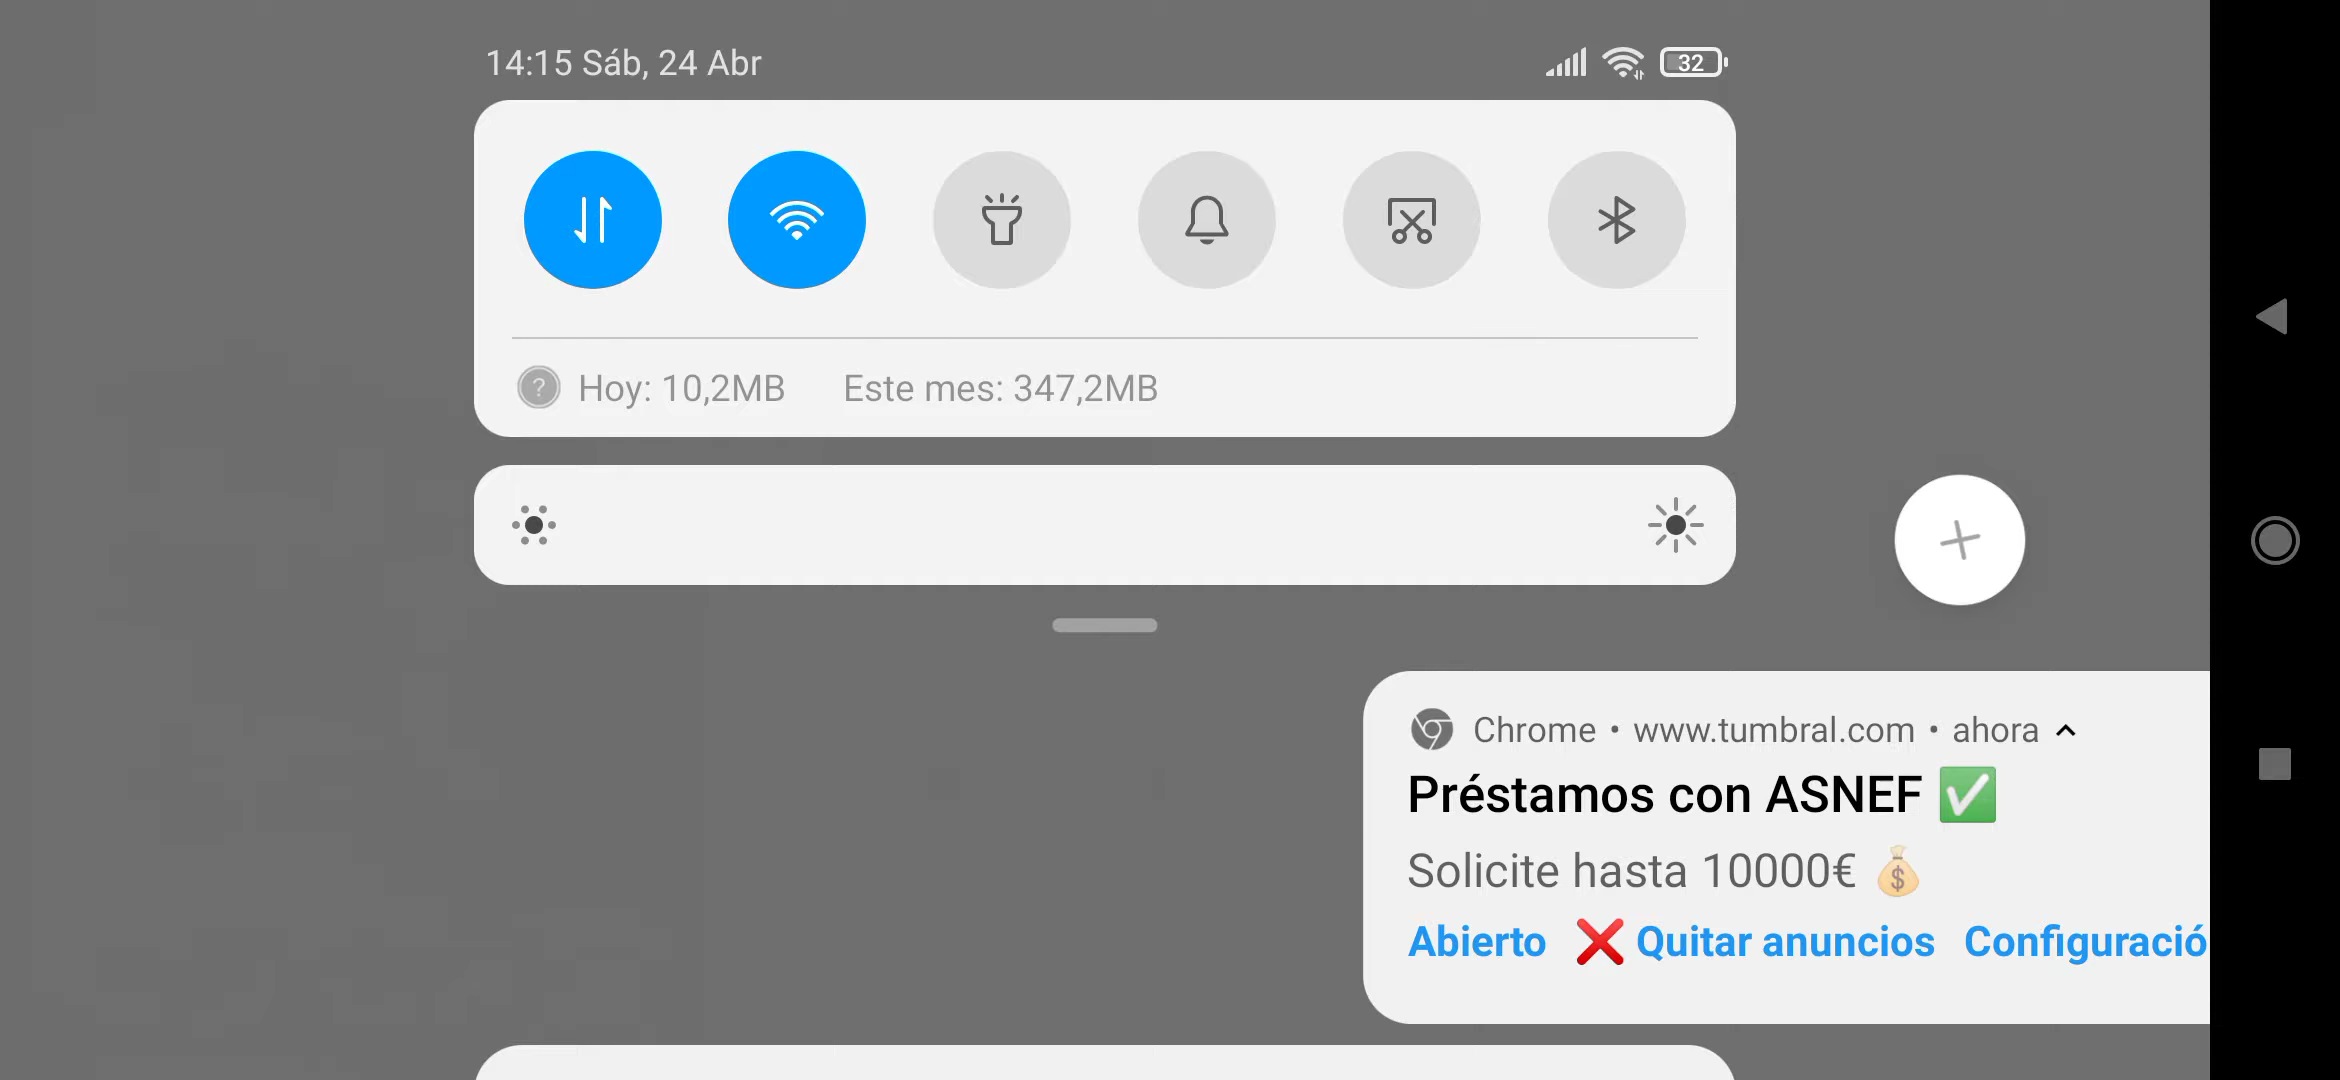 14:15 Sáb, 24 Abr
32
? Hoy: 10,2MB Este mes: 347,2MB
Chrome • www.tumbral.com • ahora
Préstamos con ASNEF ✅
Solicite hasta 10000€ 💰
Abierto ❌ Quitar anuncios Configuració